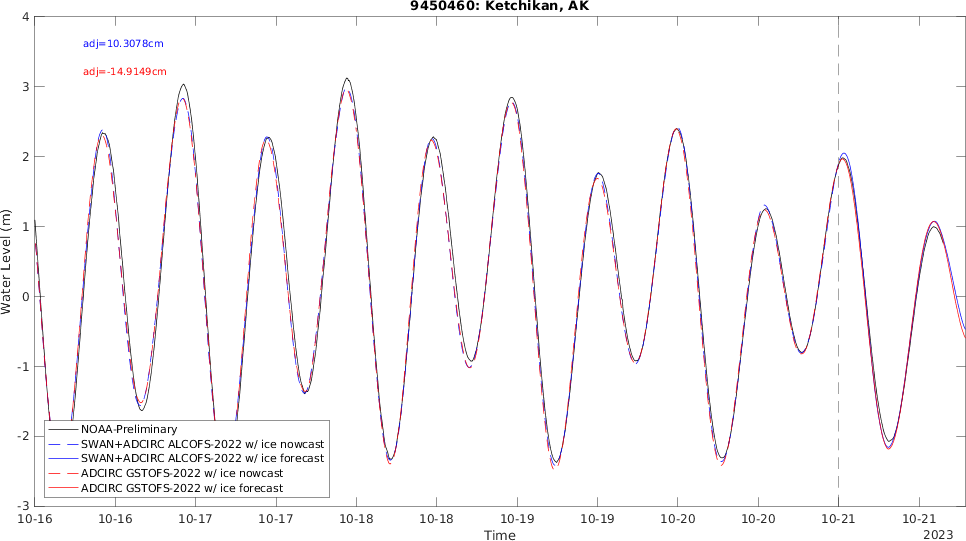 9450460: Ketchikan, AK
adj=10.3078cm
adj=-14.9149cm
Water Level (m)
4
3
2
1
0
-1
-2
-3
NOAA-Preliminary
SWAN+ADCIRC ALCOFS-2022 w/ ice nowcast
SWAN+ADCIRC ALCOFS-2022 w/ ice forecast
ADCIRC GSTOFS-2022 w/ ice nowcast
ADCIRC GSTOFS-2022 w/ ice forecast
10-16 10-16 10-17 10-17 10-18 10-18 10-19 10-19 10-20 10-20 10-21 10-21
Time
2023